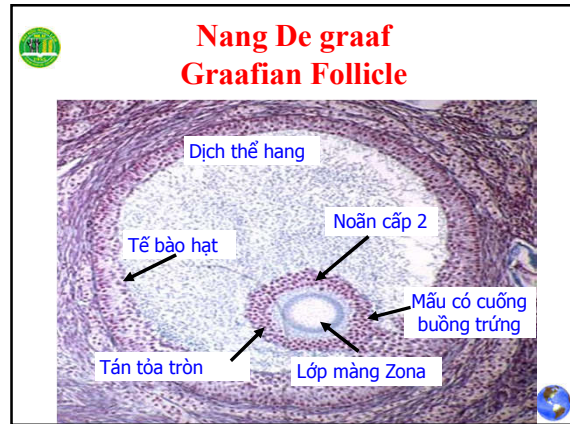 Nang De graaf
Graafian Follicle
Dịch thể hang
Noãn cấp 2
Tế bào hạt
Mấu có cuống
buồng trứng
Tán tỏa tròn
Lớp màng Zona